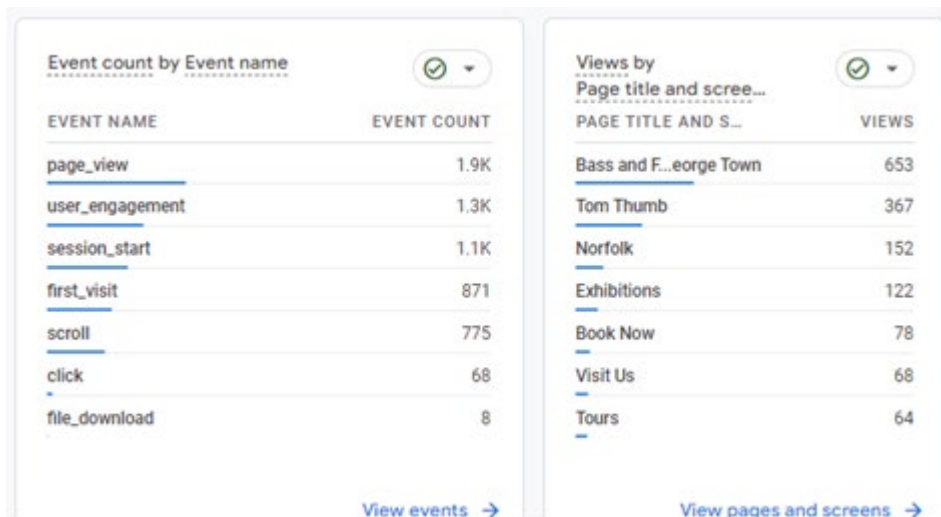 Event count by Event name
EVENT NAME EVENT COUNT
page_view 1.9K
user_engagement 1.3K
session_start 1.1K
first_visit 871
scroll 775
click 68
file_download 8
View events →
Views by
Page title and scree...
PAGE TITLE AND S... VIEWS
Bass and F...eorge Town 653
Tom Thumb 367
Norfolk 152
Exhibitions 122
Book Now 78
Visit Us 68
Tours 64
View pages and screens →